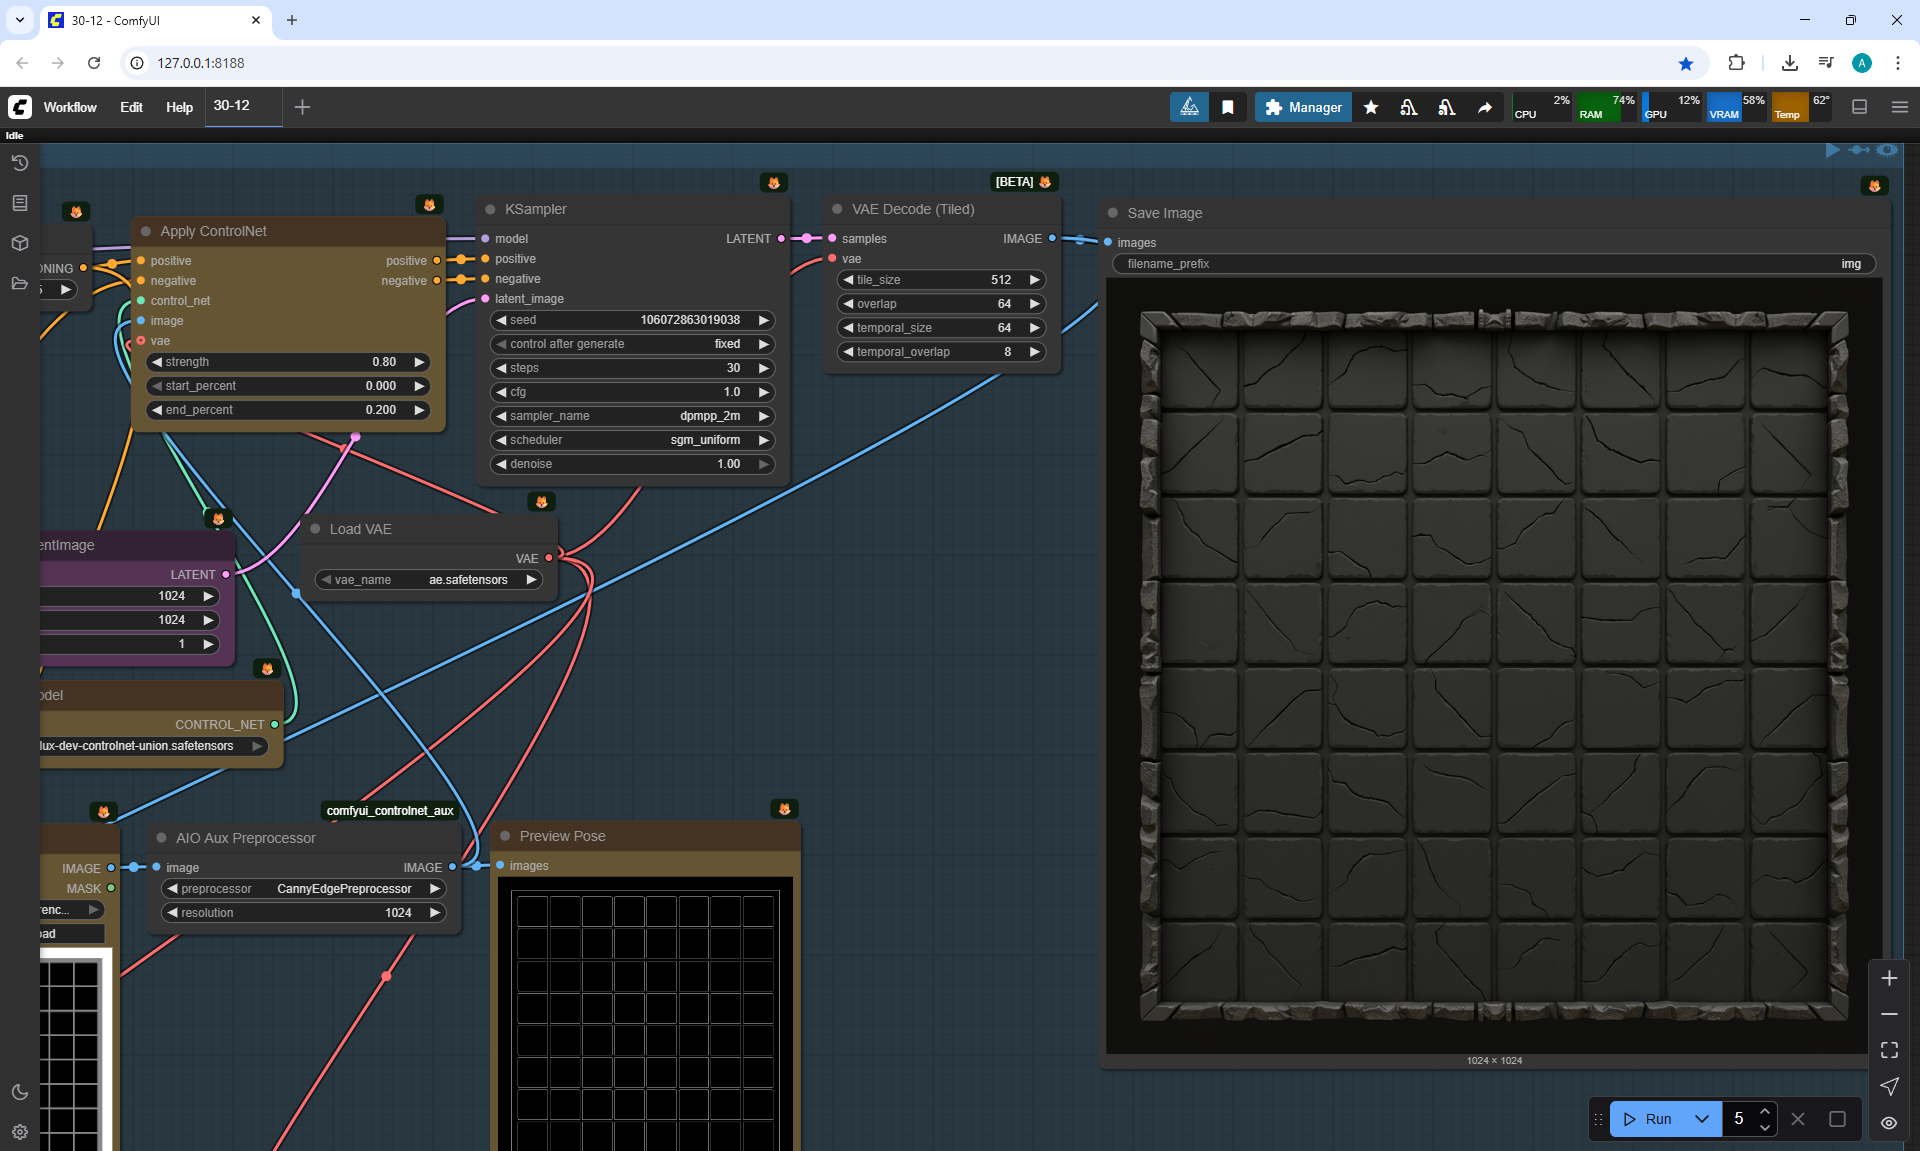 30-12 - ComfyUI
127.0.0.1:8188
Workflow Edit Help 30-12
Manager
CPU 2% RAM 74% GPU 12% VRAM 58% Temp 62°
Idle
[BETA]
Apply ControlNet
positive positive
negative negative
control_net
image
vae
strength 0.80
start_percent 0.000
end_percent 0.200
ONING
KSampler
model LATENT
positive
negative
latent_image
seed 106072863019038
control after generate fixed
steps 30
cfg 1.0
sampler_name dpmpp_2m
scheduler sgm_uniform
denoise 1.00
VAE Decode (Tiled)
samples IMAGE
vae
tile_size 512
overlap 64
temporal_size 64
temporal_overlap 8
Save Image
images
filename_prefix img
1024 × 1024
entImage
LATENT
1024
1024
1
Load VAE
VAE
vae_name ae.safetensors
odel
CONTROL_NET
lux-dev-controlnet-union.safetensors
comfyui_controlnet_aux
IMAGE
MASK
renc...
oad
AIO Aux Preprocessor
image IMAGE
preprocessor CannyEdgePreprocessor
resolution 1024
Preview Pose
images
Run 5
A